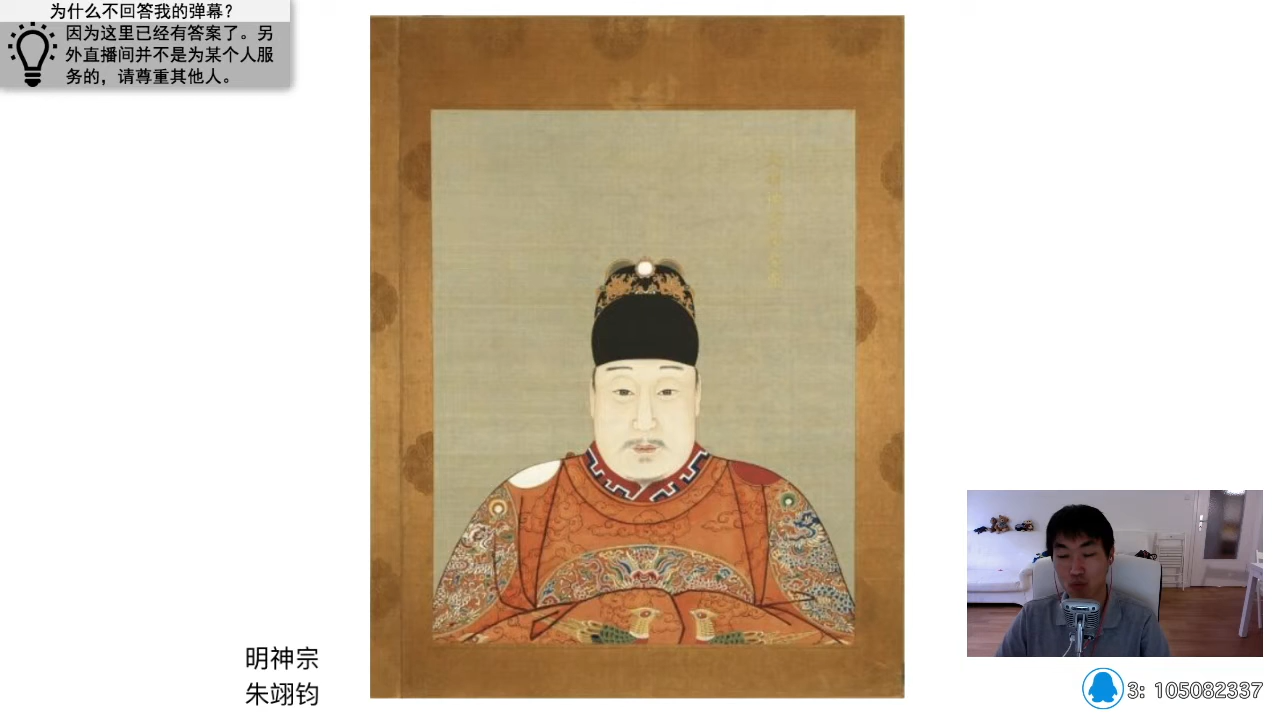 为什么不回答我的弹幕？
因为这里已经有答案了。另
外直播间并不是为某个人服
务的，请尊重其他人。
明神宗
朱翊钧
3: 105082337